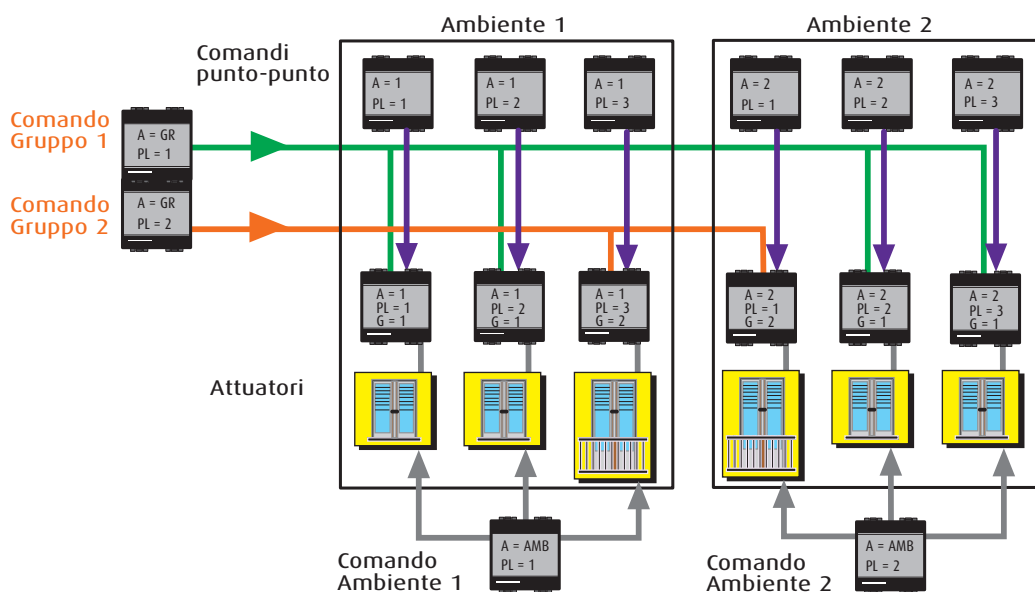 Ambiente 1
Ambiente 2
Comandi
punto-punto
A = 1
PL = 1
A = 1
PL = 2
A = 1
PL = 3
A = 2
PL = 1
A = 2
PL = 2
A = 2
PL = 3
Comando
Gruppo 1
A = GR
PL = 1
Comando
Gruppo 2
A = GR
PL = 2
A = 1
PL = 1
G = 1
A = 1
PL = 2
G = 1
A = 1
PL = 3
G = 2
A = 2
PL = 1
G = 2
A = 2
PL = 2
G = 1
A = 2
PL = 3
G = 1
Attuatori
Comando
Ambiente 1
A = AMB
PL = 1
Comando
Ambiente 2
A = AMB
PL = 2